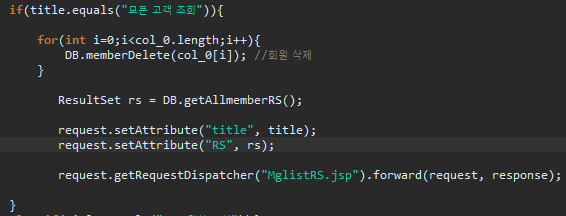 if(title.equals("모든 고객 조회")){
for(int i=0;i<col_0.length;i++){
DB.memberDelete(col_0[i]); //회원 삭제
}
ResultSet rs = DB.getAllmemberRS();
request.setAttribute("title", title);
request.setAttribute("RS", rs);
request.getRequestDispatcher("MglistRS.jsp").forward(request, response);
}